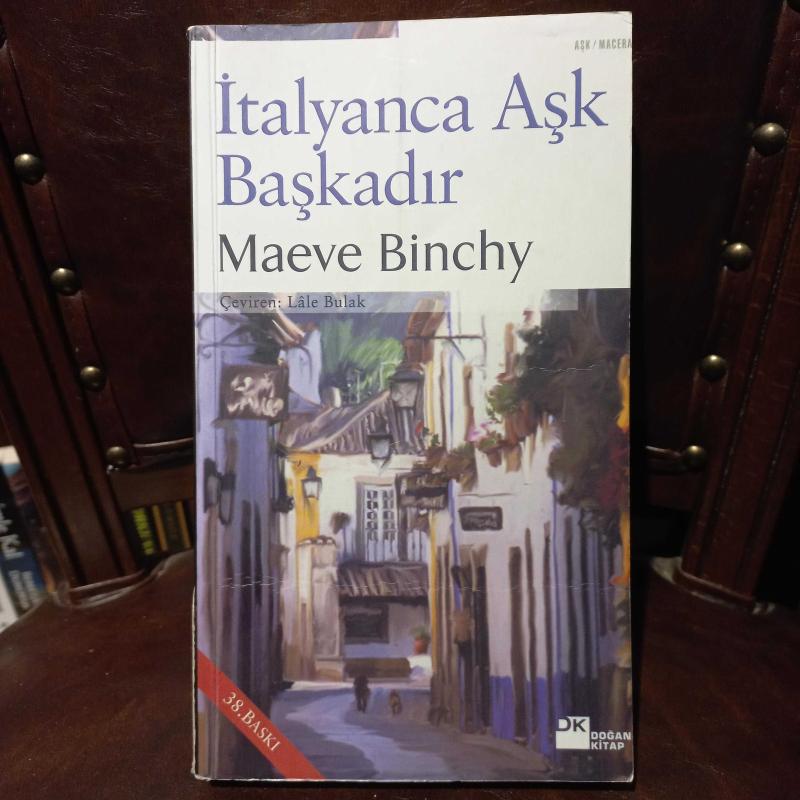 AŞK / MACERA
İtalyanca Aşk
Başkadır
Maeve Binchy
Çeviren: Lâle Bulak
38.BASKI
DK
DOĞAN
KİTAP